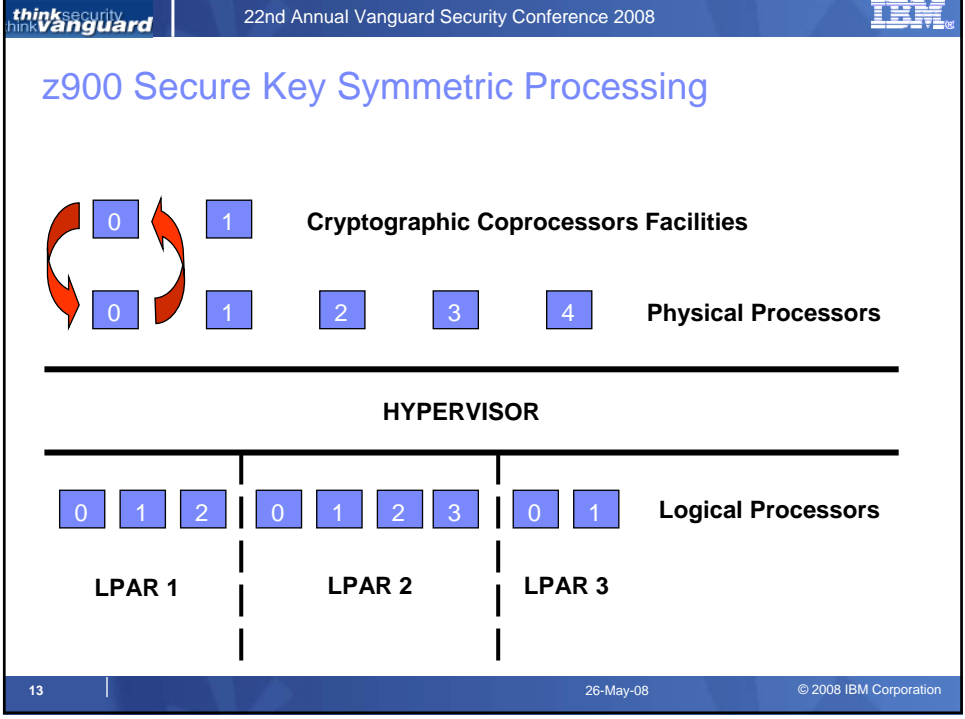 thinksecurity
thinkvanguard
22nd Annual Vanguard Security Conference 2008
IBM®
z900 Secure Key Symmetric Processing
0 1 Cryptographic Coprocessors Facilities
0 1 2 3 4 Physical Processors
HYPERVISOR
0 1 2 0 1 2 3 0 1 Logical Processors
LPAR 1 LPAR 2 LPAR 3
13 26-May-08 © 2008 IBM Corporation